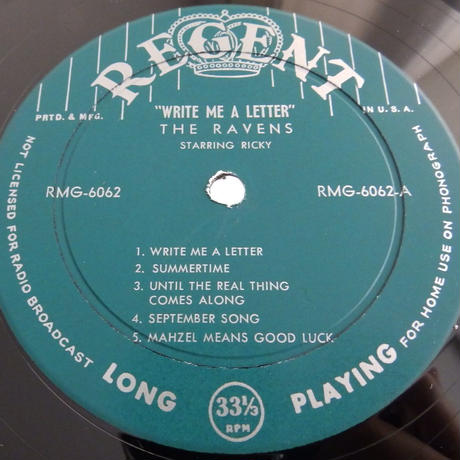 REGENT
PRTD. & MFG.
IN U.S.A.
"WRITE ME A LETTER"
THE RAVENS
STARRING RICKY
RMG-6062
RMG-6062-A
1. WRITE ME A LETTER
2. SUMMERTIME
3. UNTIL THE REAL THING
COMES ALONG
4. SEPTEMBER SONG
5. MAHZEL MEANS GOOD LUCK
NOT LICENSED FOR RADIO BROADCAST
FOR HOME USE ON PHONOGRAPH
LONG PLAYING
33⅓
RPM